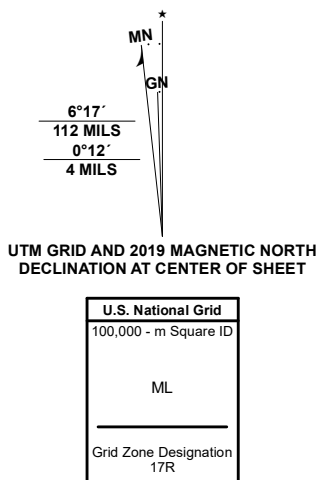 MN
GN
6°17´
112 MILS
0°12´
4 MILS
UTM GRID AND 2019 MAGNETIC NORTH
DECLINATION AT CENTER OF SHEET
U.S. National Grid
100,000 - m Square ID
ML
Grid Zone Designation
17R